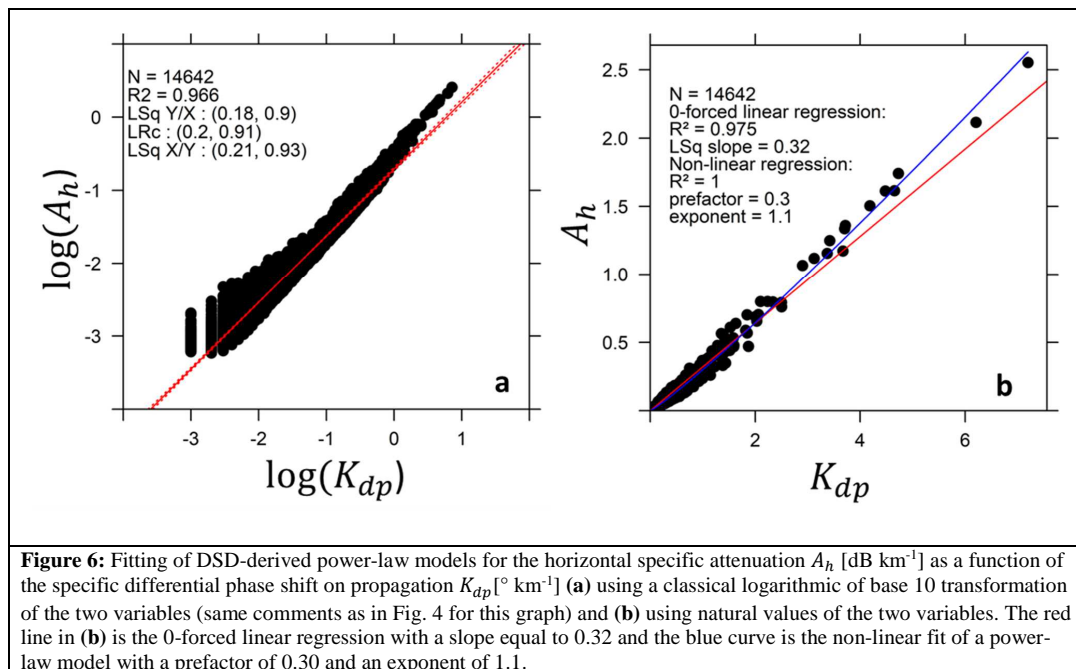 N = 14642
R2 = 0.966
LSq Y/X : (0.18, 0.9)
LRc : (0.2, 0.91)
LSq X/Y : (0.21, 0.93)
0
-1
-2
-3
log(A_h)
a
-3 -2 -1 0 1
log(K_dp)
N = 14642
0-forced linear regression:
R² = 0.975
LSq slope = 0.32
Non-linear regression:
R² = 1
prefactor = 0.3
exponent = 1.1
2.5
2.0
1.5
1.0
0.5
A_h
b
2 4 6
K_dp
Figure 6: Fitting of DSD-derived power-law models for the horizontal specific attenuation A_h [dB km⁻¹] as a function of
the specific differential phase shift on propagation K_dp[° km⁻¹] (a) using a classical logarithmic of base 10 transformation
of the two variables (same comments as in Fig. 4 for this graph) and (b) using natural values of the two variables. The red
line in (b) is the 0-forced linear regression with a slope equal to 0.32 and the blue curve is the non-linear fit of a power-
law model with a prefactor of 0.30 and an exponent of 1.1.